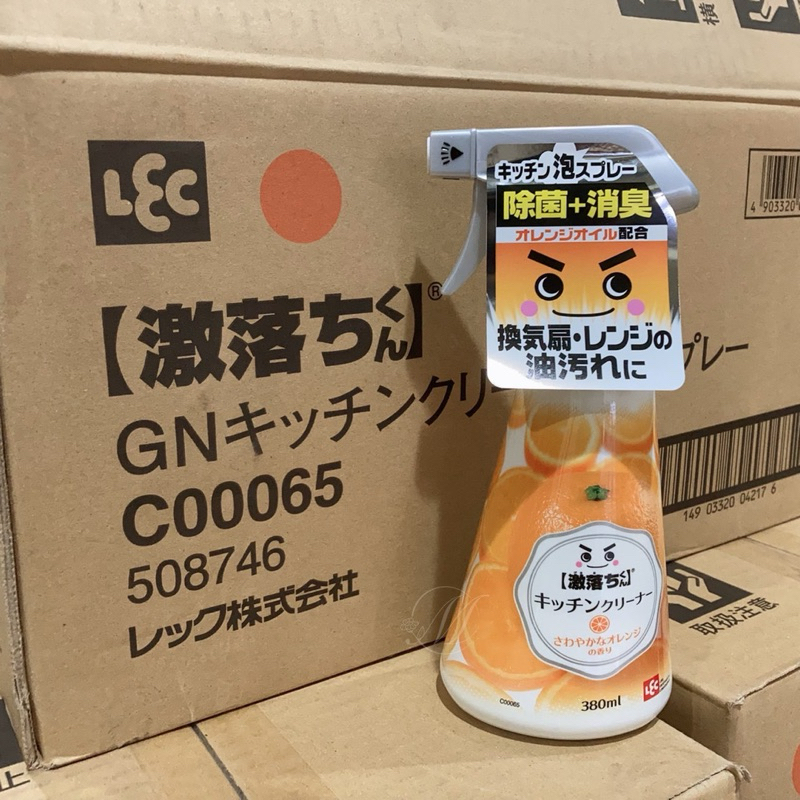 横
LEC
【激落ちくん】®
GNキッチンクリー
プレー
C00065
508746
レック株式会社
4 903320
149 03320 04217 6
取扱注意
キッチン泡スプレー
除菌+消臭
オレンジオイル配合
換気扇・レンジの
油汚れに
【激落ちくん】®
キッチンクリーナー
さわやかなオレンジ
の香り
LEC
C00065
380ml
止